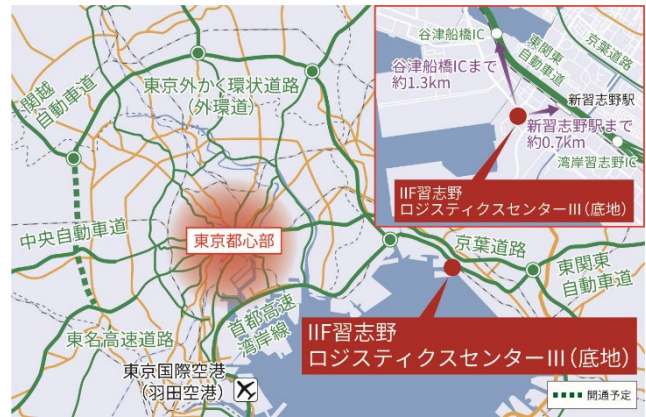 関越
自動車道
東京外かく環状道路
(外環道)
中央自動車道
東京都心部
東名高速道路
首都高速
湾岸線
東京国際空港
(羽田空港)
京葉道路
東関東
自動車道
IIF習志野
ロジスティクスセンターIII(底地)
開通予定
谷津船橋IC
東関東
自動車道
京葉道路
谷津船橋ICまで
約1.3km
新習志野駅
新習志野駅まで
約0.7km
湾岸習志野IC
IIF習志野
ロジスティクスセンターIII(底地)